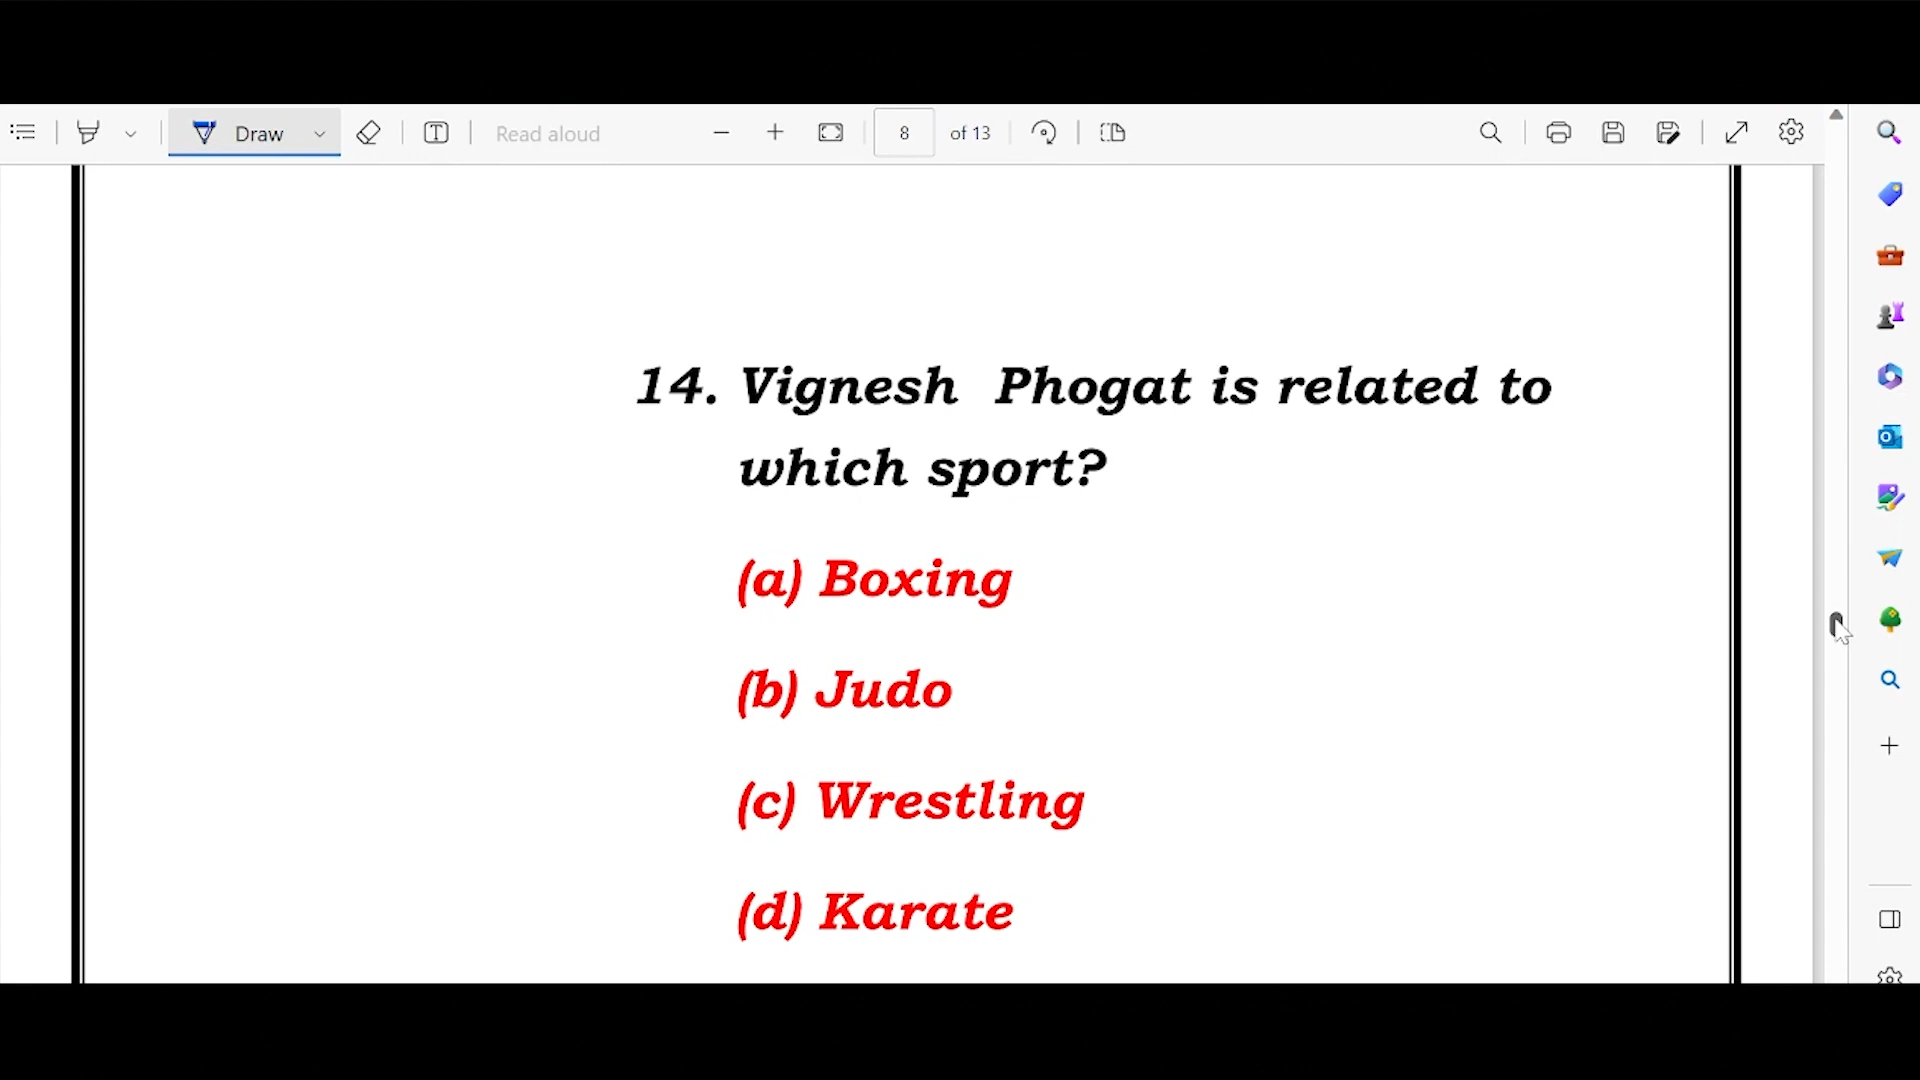 Draw
Read aloud
8 of 13
14. Vignesh Phogat is related to
which sport?
(a) Boxing
(b) Judo
(c) Wrestling
(d) Karate